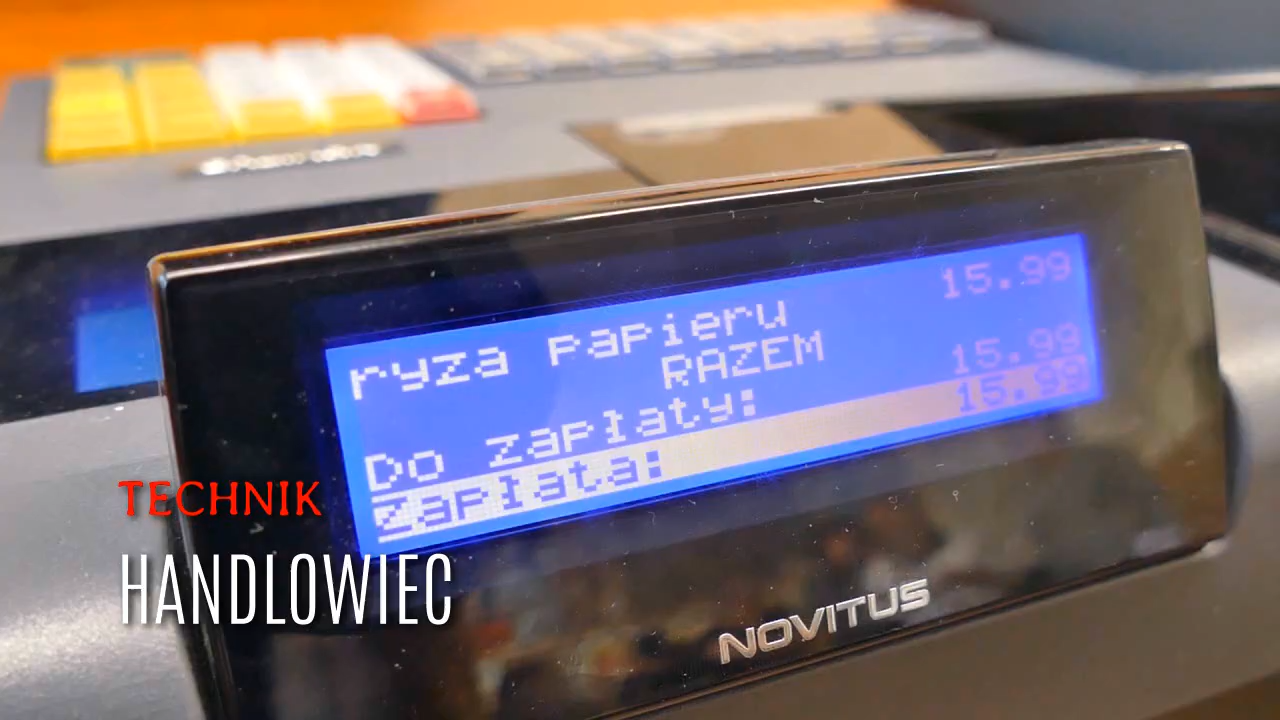 ryza papieru 15.99
RAZEM 15.99
Do zapłaty: 15.99
Zapłata:
NOVITUS
TECHNIK
HANDLOWIEC